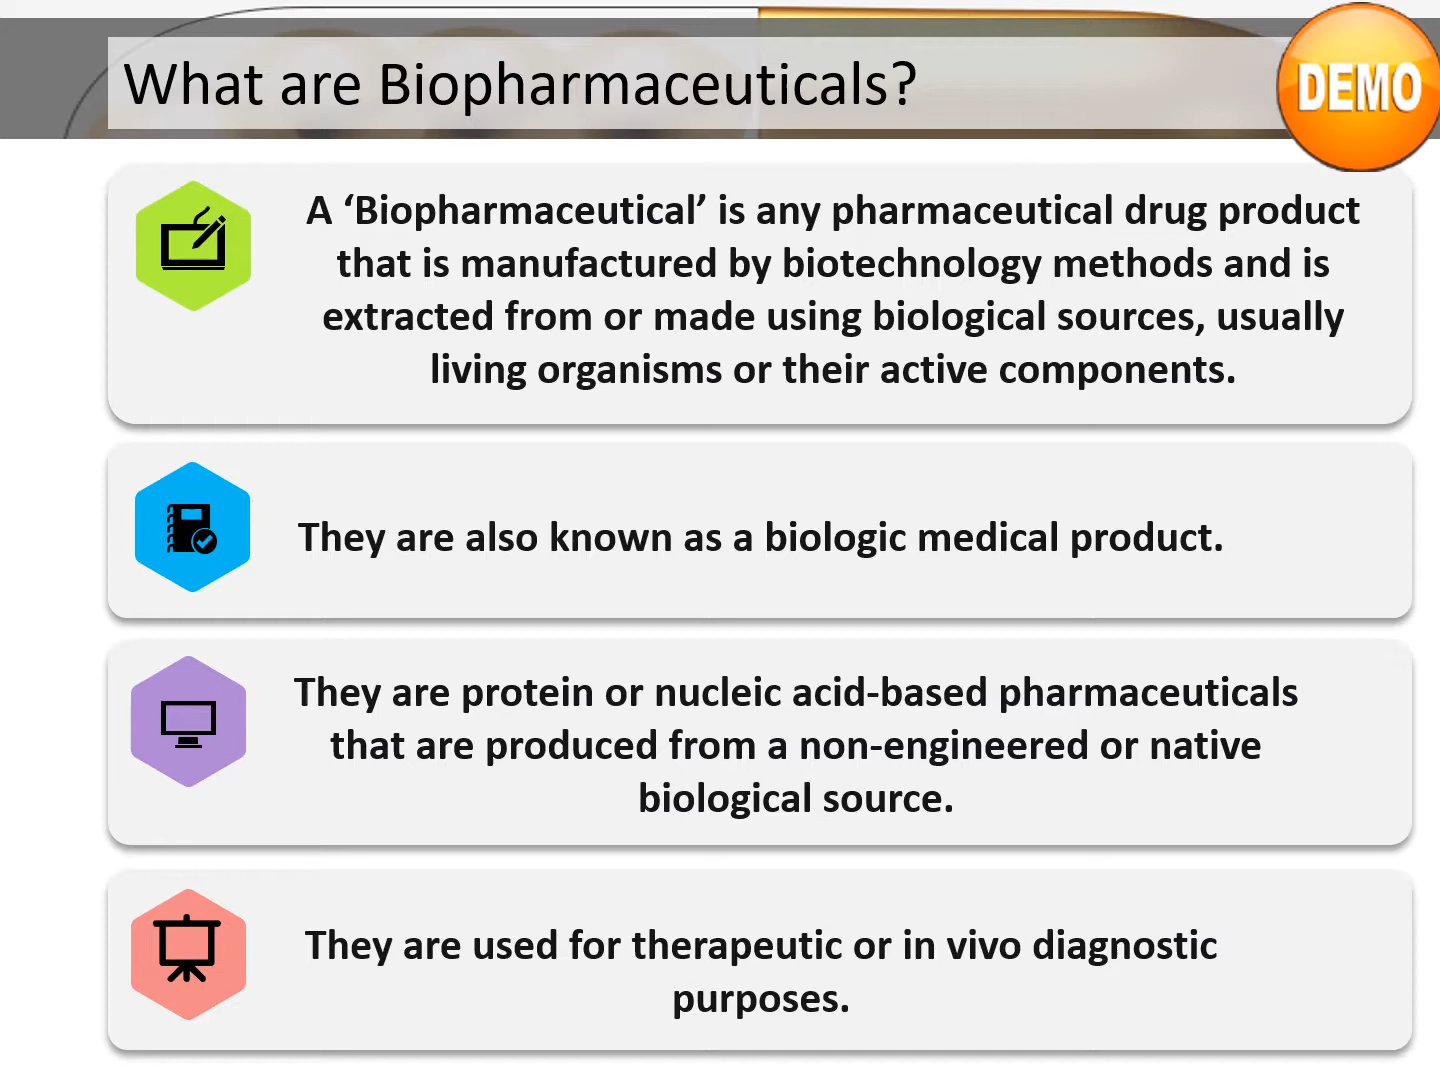 What are Biopharmaceuticals?
DEMO
A ‘Biopharmaceutical’ is any pharmaceutical drug product
that is manufactured by biotechnology methods and is
extracted from or made using biological sources, usually
living organisms or their active components.
They are also known as a biologic medical product.
They are protein or nucleic acid-based pharmaceuticals
that are produced from a non-engineered or native
biological source.
They are used for therapeutic or in vivo diagnostic
purposes.